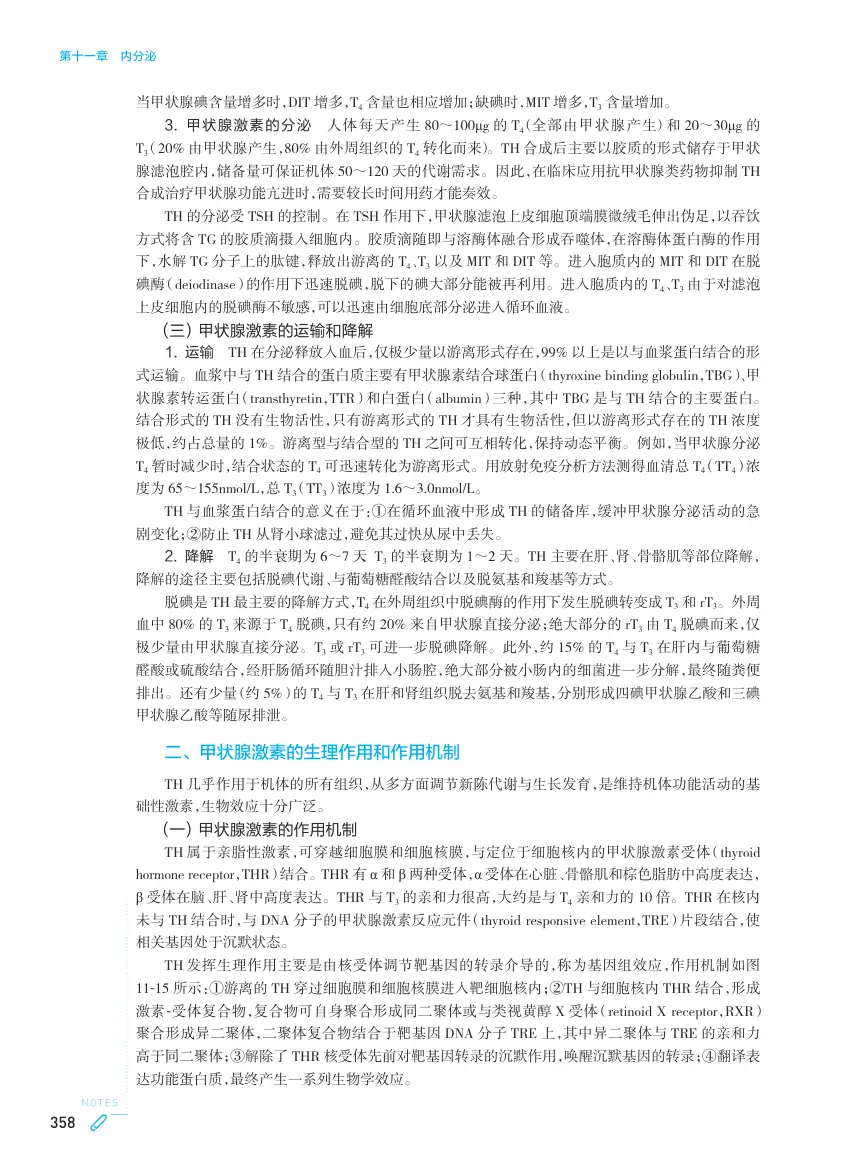 第十一章　内分泌
当甲状腺碘含量增多时,DIT 增多,T4 含量也相应增加;缺碘时,MIT 增多,T3 含量增加。
3. 甲状腺激素的分泌　人体每天产生 80～100μg 的 T4(全部由甲状腺产生)和 20～30μg 的
T3(20% 由甲状腺产生,80% 由外周组织的 T4 转化而来)。TH 合成后主要以胶质的形式储存于甲状
腺滤泡腔内,储备量可保证机体 50～120 天的代谢需求。因此,在临床应用抗甲状腺类药物抑制 TH
合成治疗甲状腺功能亢进时,需要较长时间用药才能奏效。
TH 的分泌受 TSH 的控制。在 TSH 作用下,甲状腺滤泡上皮细胞顶端膜微绒毛伸出伪足,以吞饮
方式将含 TG 的胶质滴摄入细胞内。胶质滴随即与溶酶体融合形成吞噬体,在溶酶体蛋白酶的作用
下,水解 TG 分子上的肽键,释放出游离的 T4、T3 以及 MIT 和 DIT 等。进入胞质内的 MIT 和 DIT 在脱
碘酶(deiodinase)的作用下迅速脱碘,脱下的碘大部分能被再利用。进入胞质内的 T4、T3 由于对滤泡
上皮细胞内的脱碘酶不敏感,可以迅速由细胞底部分泌进入循环血液。
(三)甲状腺激素的运输和降解
1. 运输　TH 在分泌释放入血后,仅极少量以游离形式存在,99% 以上是以与血浆蛋白结合的形
式运输。血浆中与 TH 结合的蛋白质主要有甲状腺素结合球蛋白(thyroxine binding globulin,TBG)、甲
状腺素转运蛋白(transthyretin,TTR)和白蛋白(albumin)三种,其中 TBG 是与 TH 结合的主要蛋白。
结合形式的 TH 没有生物活性,只有游离形式的 TH 才具有生物活性,但以游离形式存在的 TH 浓度
极低,约占总量的 1%。游离型与结合型的 TH 之间可互相转化,保持动态平衡。例如,当甲状腺分泌
T4 暂时减少时,结合状态的 T4 可迅速转化为游离形式。用放射免疫分析方法测得血清总 T4(TT4)浓
度为 65～155nmol/L,总 T3(TT3)浓度为 1.6～3.0nmol/L。
TH 与血浆蛋白结合的意义在于:①在循环血液中形成 TH 的储备库,缓冲甲状腺分泌活动的急
剧变化;②防止 TH 从肾小球滤过,避免其过快从尿中丢失。
2. 降解　T4 的半衰期为 6～7 天 T3 的半衰期为 1～2 天。TH 主要在肝、肾、骨骼肌等部位降解,
降解的途径主要包括脱碘代谢、与葡萄糖醛酸结合以及脱氨基和羧基等方式。
脱碘是 TH 最主要的降解方式,T4 在外周组织中脱碘酶的作用下发生脱碘转变成 T3 和 rT3。外周
血中 80% 的 T3 来源于 T4 脱碘,只有约 20% 来自甲状腺直接分泌;绝大部分的 rT3 由 T4 脱碘而来,仅
极少量由甲状腺直接分泌。T3 或 rT3 可进一步脱碘降解。此外,约 15% 的 T4 与 T3 在肝内与葡萄糖
醛酸或硫酸结合,经肝肠循环随胆汁排入小肠腔,绝大部分被小肠内的细菌进一步分解,最终随粪便
排出。还有少量(约 5%)的 T4 与 T3 在肝和肾组织脱去氨基和羧基,分别形成四碘甲状腺乙酸和三碘
甲状腺乙酸等随尿排泄。
二、甲状腺激素的生理作用和作用机制
TH 几乎作用于机体的所有组织,从多方面调节新陈代谢与生长发育,是维持机体功能活动的基
础性激素,生物效应十分广泛。
(一)甲状腺激素的作用机制
TH 属于亲脂性激素,可穿越细胞膜和细胞核膜,与定位于细胞核内的甲状腺激素受体(thyroid
hormone receptor,THR)结合。THR 有 α 和 β 两种受体,α 受体在心脏、骨骼肌和棕色脂肪中高度表达,
β 受体在脑、肝、肾中高度表达。THR 与 T3 的亲和力很高,大约是与 T4 亲和力的 10 倍。THR 在核内
未与 TH 结合时,与 DNA 分子的甲状腺激素反应元件(thyroid responsive element,TRE)片段结合,使
相关基因处于沉默状态。
TH 发挥生理作用主要是由核受体调节靶基因的转录介导的,称为基因组效应,作用机制如图
11-15 所示:①游离的 TH 穿过细胞膜和细胞核膜进入靶细胞核内;②TH 与细胞核内 THR 结合,形成
激素-受体复合物,复合物可自身聚合形成同二聚体或与类视黄醇 X 受体(retinoid X receptor,RXR)
聚合形成异二聚体,二聚体复合物结合于靶基因 DNA 分子 TRE 上,其中异二聚体与 TRE 的亲和力
高于同二聚体;③解除了 THR 核受体先前对靶基因转录的沉默作用,唤醒沉默基因的转录;④翻译表
达功能蛋白质,最终产生一系列生物学效应。
NOTES
358